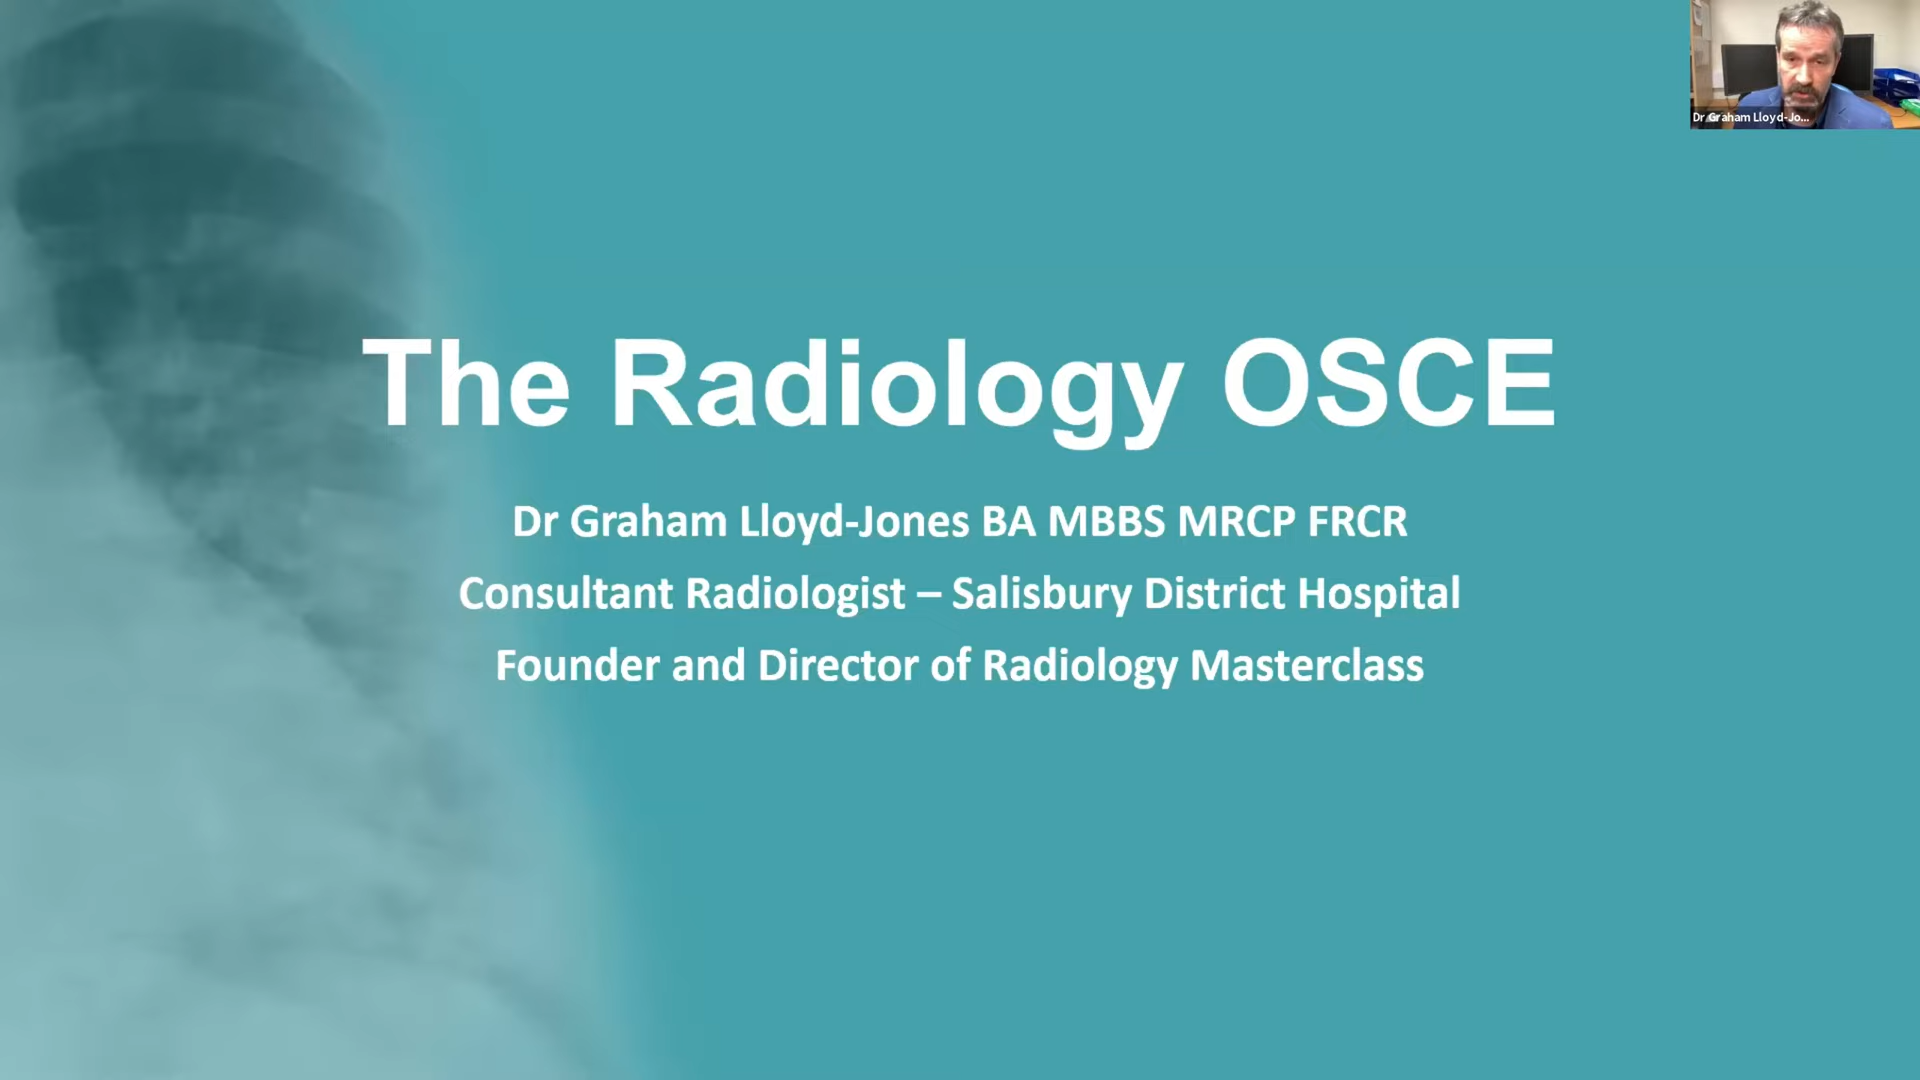 The Radiology OSCE
Dr Graham Lloyd-Jones BA MBBS MRCP FRCR
Consultant Radiologist – Salisbury District Hospital
Founder and Director of Radiology Masterclass
Dr Graham Lloyd-Jo...